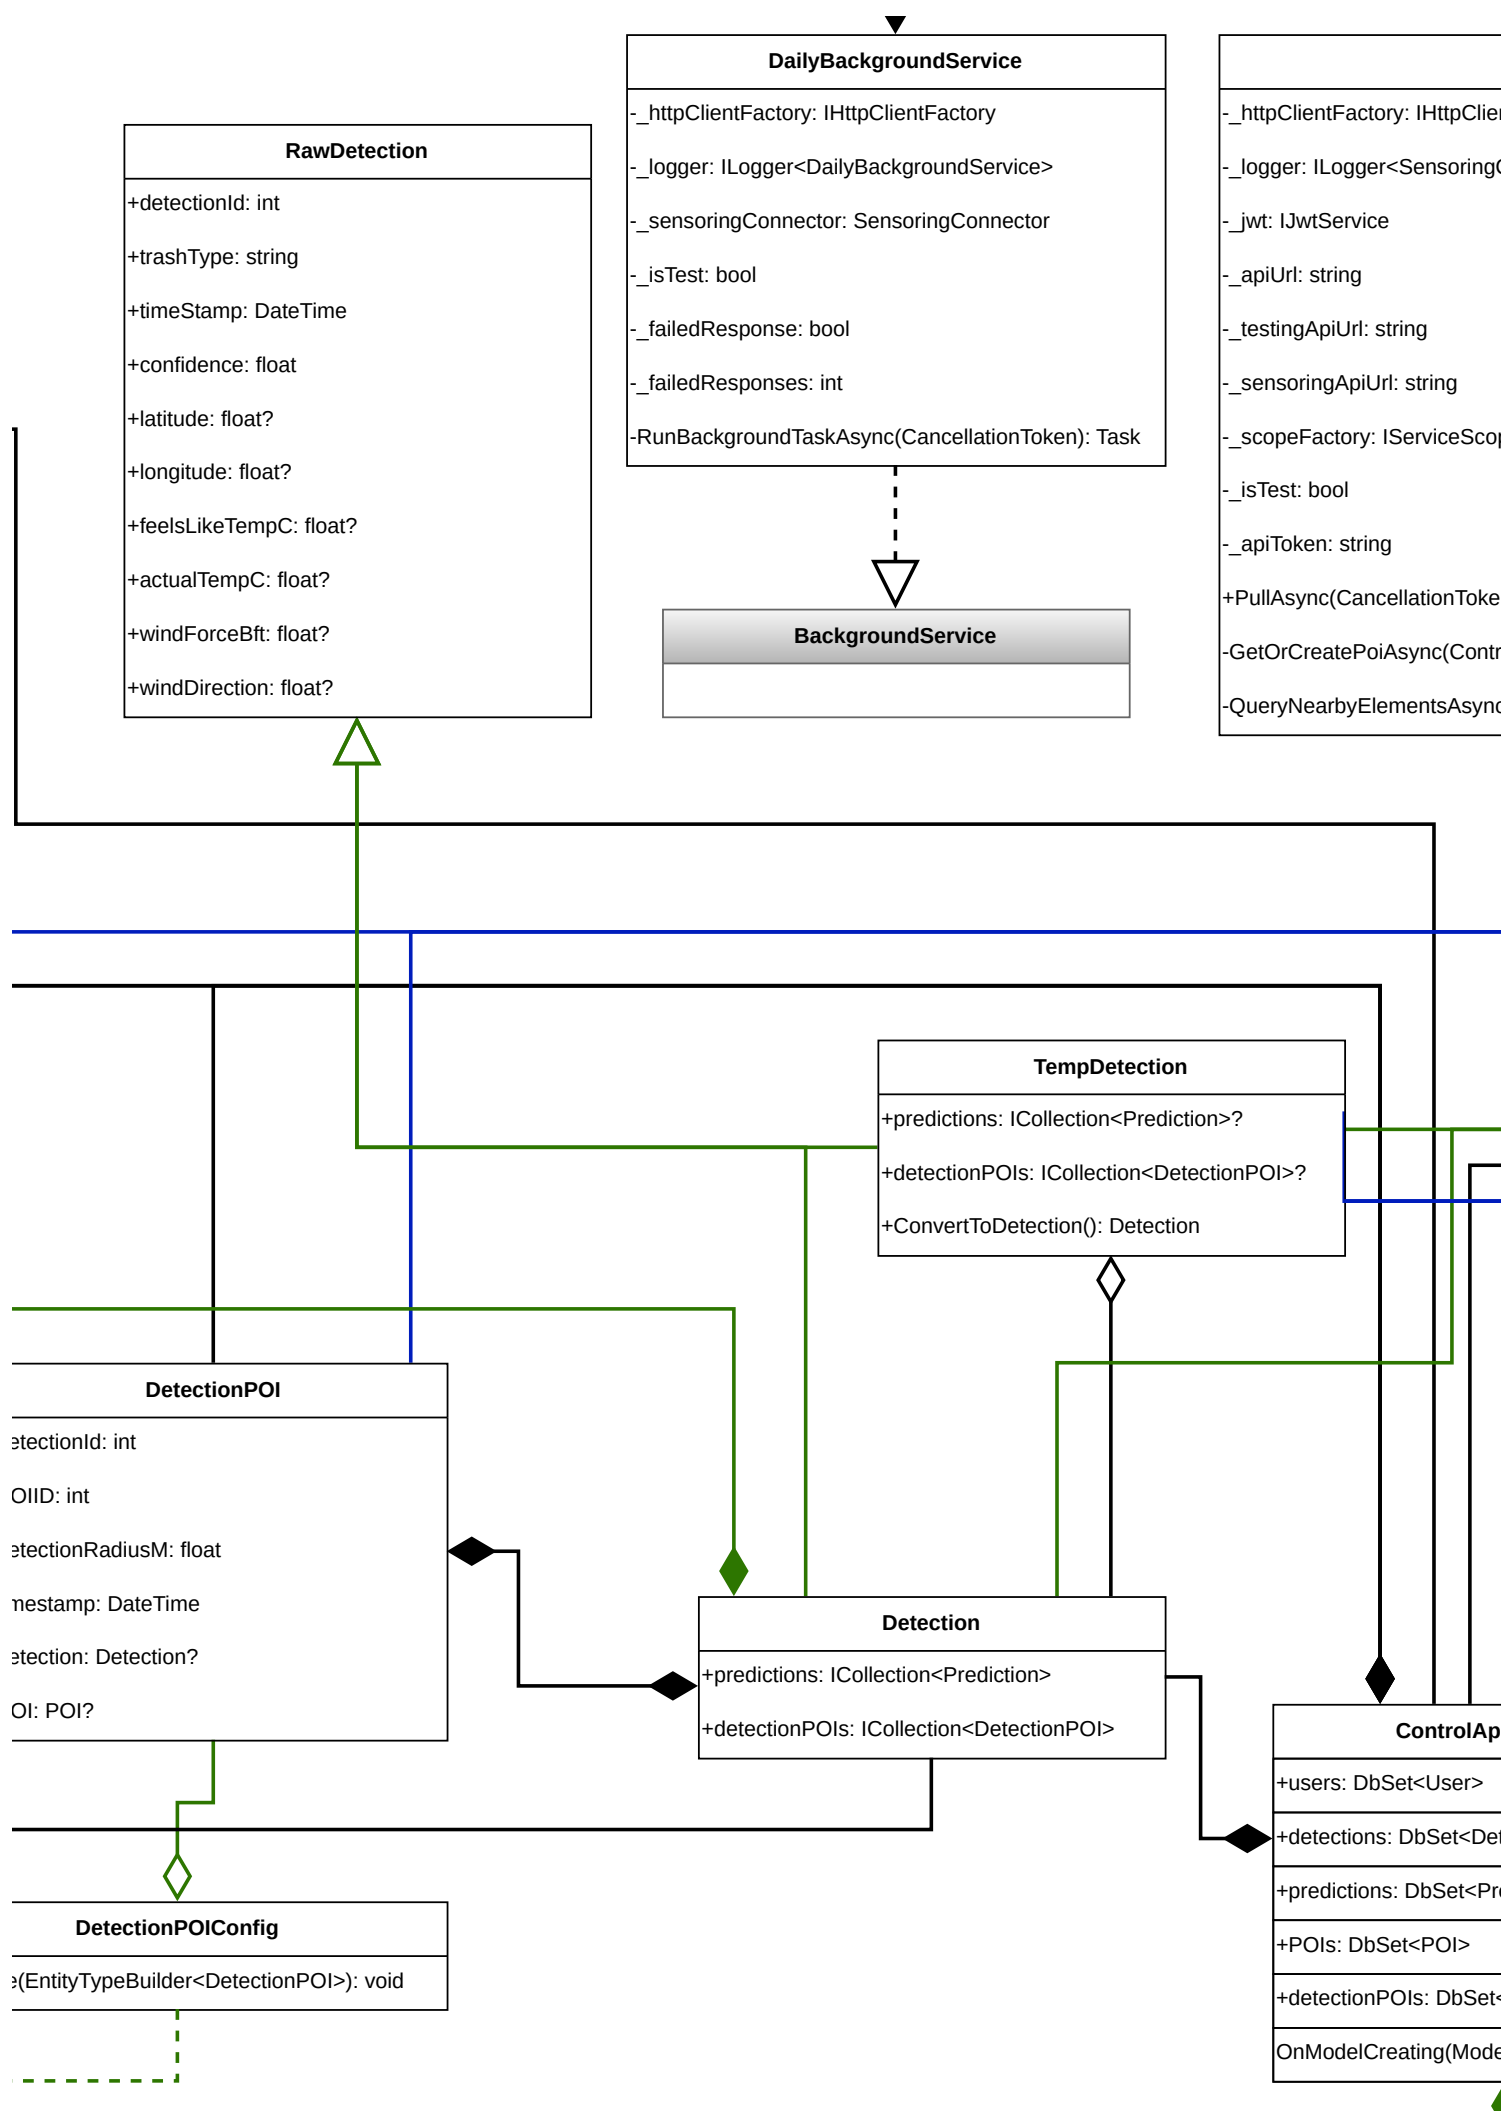 DailyBackgroundService
-_httpClientFactory: IHttpClientFactory
-_logger: ILogger<DailyBackgroundService>
-_sensoringConnector: SensoringConnector
-_isTest: bool
-_failedResponse: bool
-_failedResponses: int
-RunBackgroundTaskAsync(CancellationToken): Task
RawDetection
+detectionId: int
+trashType: string
+timeStamp: DateTime
+confidence: float
+latitude: float?
+longitude: float?
+feelsLikeTempC: float?
+actualTempC: float?
+windForceBft: float?
+windDirection: float?
BackgroundService
-_httpClientFactory: IHttpClien
-_logger: ILogger<Sensoring
-_jwt: IJwtService
-_apiUrl: string
-_testingApiUrl: string
-_sensoringApiUrl: string
-_scopeFactory: IServiceScop
-_isTest: bool
-_apiToken: string
+PullAsync(CancellationToke
-GetOrCreatePoiAsync(Contr
-QueryNearbyElementsAsync
TempDetection
+predictions: ICollection<Prediction>?
+detectionPOIs: ICollection<DetectionPOI>?
+ConvertToDetection(): Detection
DetectionPOI
etectionId: int
OIID: int
etectionRadiusM: float
mestamp: DateTime
etection: Detection?
OI: POI?
Detection
+predictions: ICollection<Prediction>
+detectionPOIs: ICollection<DetectionPOI>
ControlAp
+users: DbSet<User>
+detections: DbSet<Det
+predictions: DbSet<Pre
+POIs: DbSet<POI>
+detectionPOIs: DbSet<
OnModelCreating(Mode
DetectionPOIConfig
e(EntityTypeBuilder<DetectionPOI>): void